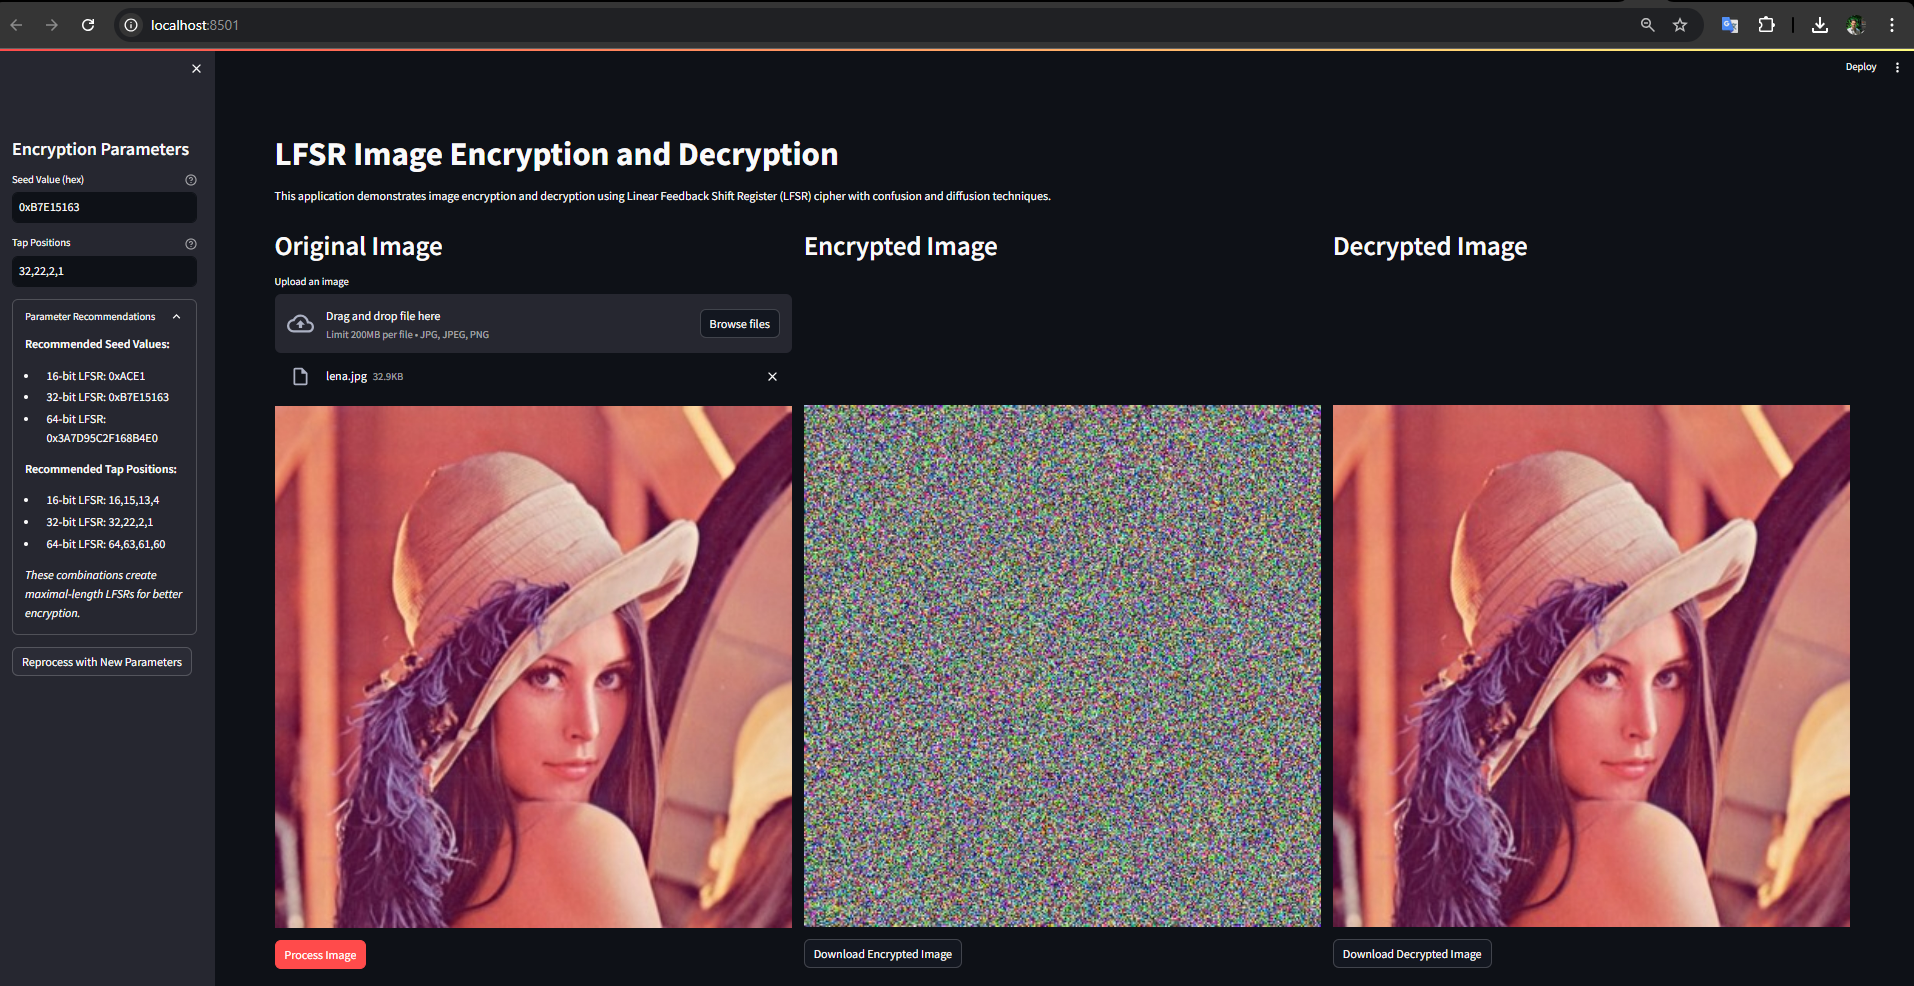 localhost:8501
Deploy
Encryption Parameters
Seed Value (hex)
0xB7E15163
Tap Positions
32,22,2,1
Parameter Recommendations
Recommended Seed Values:
16-bit LFSR: 0xACE1
32-bit LFSR: 0xB7E15163
64-bit LFSR:
0x3A7D95C2F168B4E0
Recommended Tap Positions:
16-bit LFSR: 16,15,13,4
32-bit LFSR: 32,22,2,1
64-bit LFSR: 64,63,61,60
These combinations create
maximal-length LFSRs for better
encryption.
Reprocess with New Parameters
LFSR Image Encryption and Decryption
This application demonstrates image encryption and decryption using Linear Feedback Shift Register (LFSR) cipher with confusion and diffusion techniques.
Original Image
Upload an image
Drag and drop file here
Limit 200MB per file • JPG, JPEG, PNG
Browse files
lena.jpg 32.9KB
Process Image
Encrypted Image
Download Encrypted Image
Decrypted Image
Download Decrypted Image